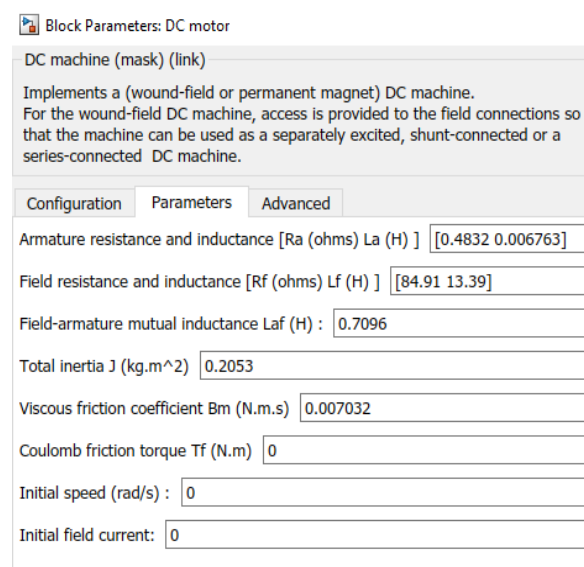 Block Parameters: DC motor
DC machine (mask) (link)
Implements a (wound-field or permanent magnet) DC machine.
For the wound-field DC machine, access is provided to the field connections so
that the machine can be used as a separately excited, shunt-connected or a
series-connected  DC machine.
Configuration Parameters Advanced
Armature resistance and inductance [Ra (ohms) La (H) ] [0.4832 0.006763]
Field resistance and inductance [Rf (ohms) Lf (H) ] [84.91 13.39]
Field-armature mutual inductance Laf (H) : 0.7096
Total inertia J (kg.m^2) 0.2053
Viscous friction coefficient Bm (N.m.s) 0.007032
Coulomb friction torque Tf (N.m) 0
Initial speed (rad/s) : 0
Initial field current: 0